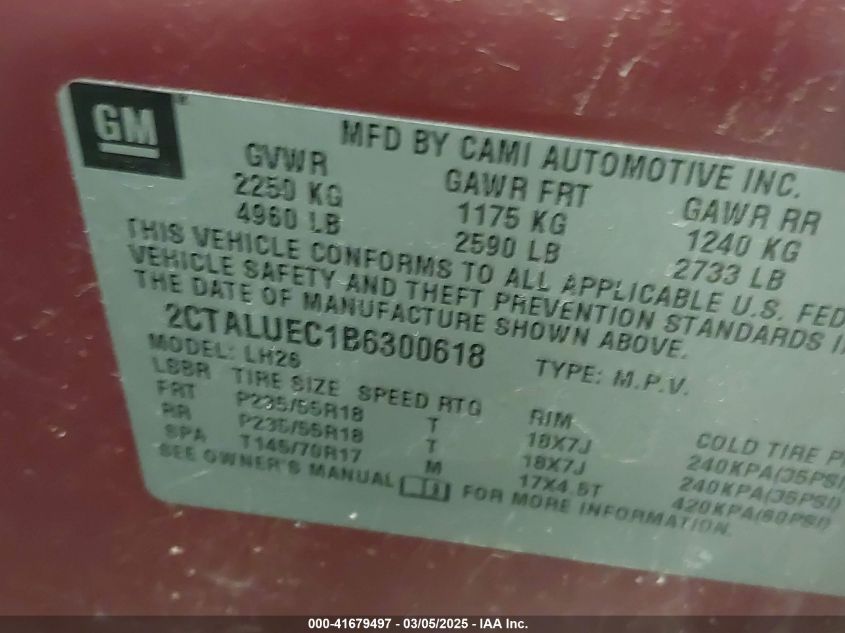 GM
MFD BY CAMI AUTOMOTIVE INC.
GVWR GAWR FRT GAWR RR
2250 KG 1175 KG 1240 KG
4960 LB 2590 LB 2733 LB
THIS VEHICLE CONFORMS TO ALL APPLICABLE U.S. FED
VEHICLE SAFETY AND THEFT PREVENTION STANDARDS I
THE DATE OF MANUFACTURE SHOWN ABOVE.
2CTALUEC1B6300618 TYPE: M.P.V.
MODEL: LH26
TIRE SIZE SPEED RTG RIM COLD TIRE P
FRT P235/55R18 T 18X7J 240KPA(35PSI)
RR P235/55R18 T 18X7J 240KPA(35PSI)
SPA T145/70R17 M 17X4.5T 420KPA(60PSI)
SEE OWNER'S MANUAL FOR MORE INFORMATION.
000-41679497 - 03/05/2025 - IAA Inc.